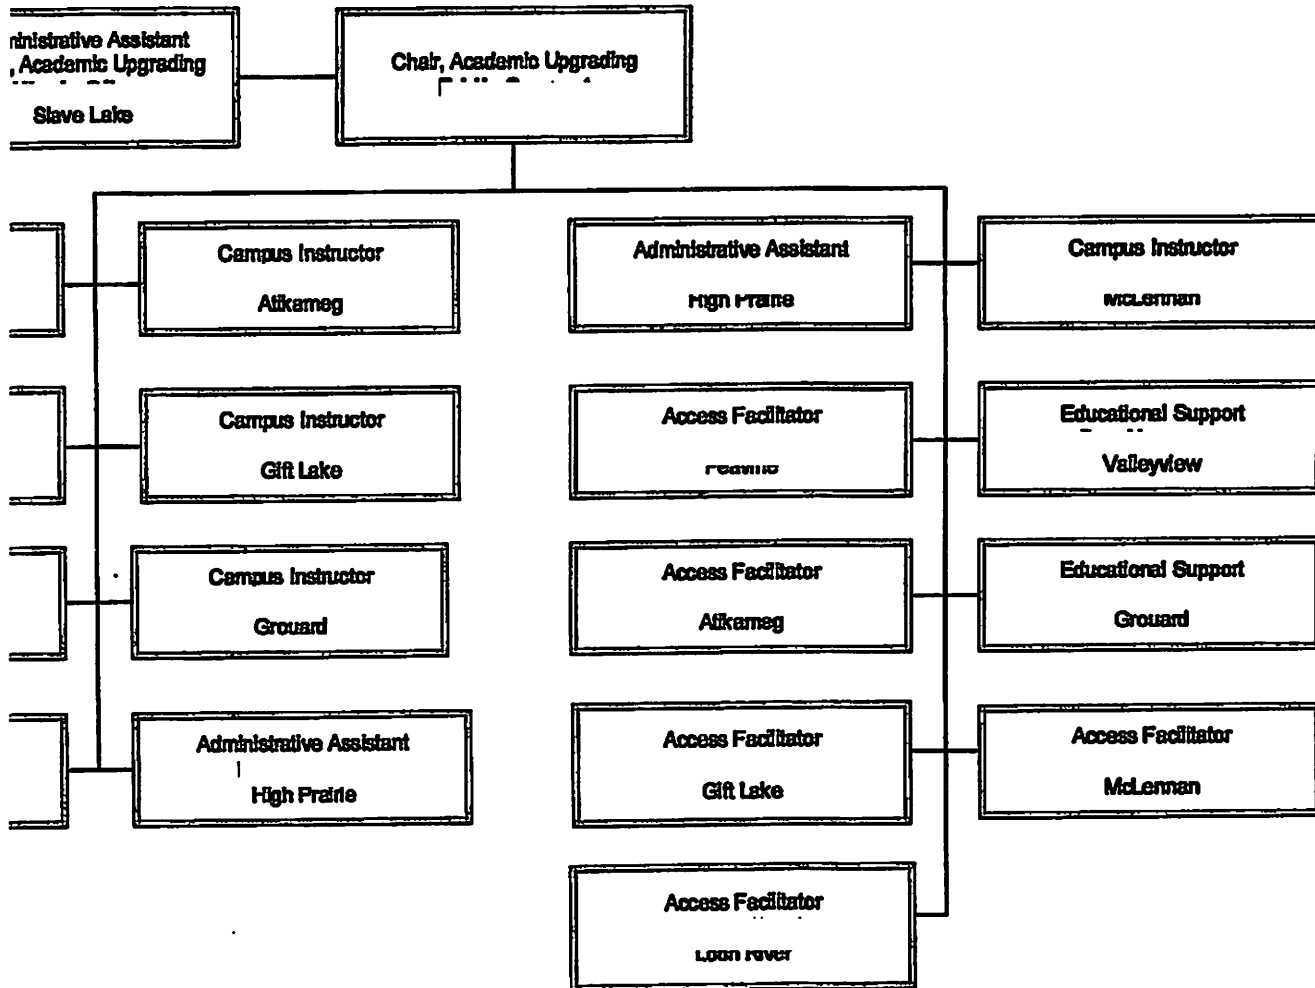 Administrative Assistant
, Academic Upgrading
Slave Lake
Chair, Academic Upgrading
Campus Instructor
Atikameg
Administrative Assistant
High Prairie
Campus Instructor
McLennan
Campus Instructor
Gift Lake
Access Facilitator
Peavine
Educational Support
Valleyview
Campus Instructor
Grouard
Access Facilitator
Atikameg
Educational Support
Grouard
Administrative Assistant
High Prairie
Access Facilitator
Gift Lake
Access Facilitator
McLennan
Access Facilitator
Loon River